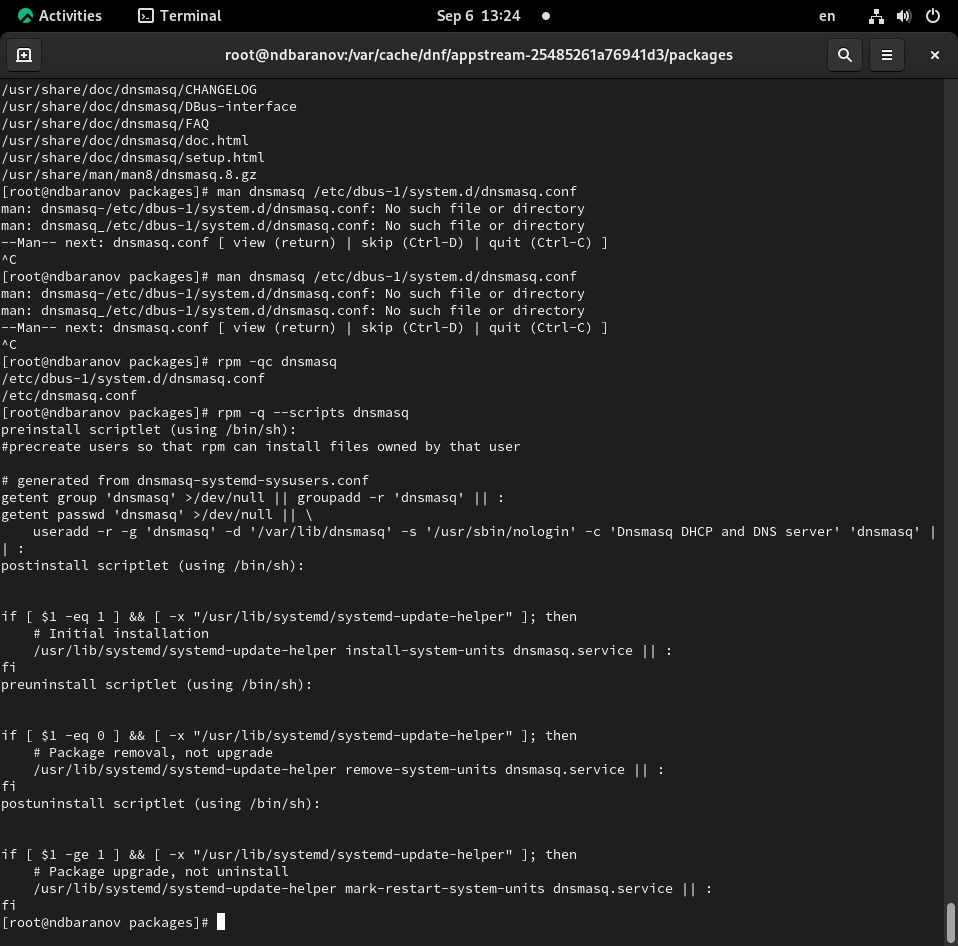 Activities Terminal Sep 6 13:24 en
root@ndbaranov:/var/cache/dnf/appstream-25485261a76941d3/packages
/usr/share/doc/dnsmasq/CHANGELOG
/usr/share/doc/dnsmasq/DBus-interface
/usr/share/doc/dnsmasq/FAQ
/usr/share/doc/dnsmasq/doc.html
/usr/share/doc/dnsmasq/setup.html
/usr/share/man/man8/dnsmasq.8.gz
[root@ndbaranov packages]# man dnsmasq /etc/dbus-1/system.d/dnsmasq.conf
man: dnsmasq-/etc/dbus-1/system.d/dnsmasq.conf: No such file or directory
man: dnsmasq_/etc/dbus-1/system.d/dnsmasq.conf: No such file or directory
--Man-- next: dnsmasq.conf [ view (return) | skip (Ctrl-D) | quit (Ctrl-C) ]
^C
[root@ndbaranov packages]# man dnsmasq /etc/dbus-1/system.d/dnsmasq.conf
man: dnsmasq-/etc/dbus-1/system.d/dnsmasq.conf: No such file or directory
man: dnsmasq_/etc/dbus-1/system.d/dnsmasq.conf: No such file or directory
--Man-- next: dnsmasq.conf [ view (return) | skip (Ctrl-D) | quit (Ctrl-C) ]
^C
[root@ndbaranov packages]# rpm -qc dnsmasq
/etc/dbus-1/system.d/dnsmasq.conf
/etc/dnsmasq.conf
[root@ndbaranov packages]# rpm -q --scripts dnsmasq
preinstall scriptlet (using /bin/sh):
#precreate users so that rpm can install files owned by that user

# generated from dnsmasq-systemd-sysusers.conf
getent group 'dnsmasq' >/dev/null || groupadd -r 'dnsmasq' || :
getent passwd 'dnsmasq' >/dev/null || \
    useradd -r -g 'dnsmasq' -d '/var/lib/dnsmasq' -s '/usr/sbin/nologin' -c 'Dnsmasq DHCP and DNS server' 'dnsmasq' |
| :
postinstall scriptlet (using /bin/sh):


if [ $1 -eq 1 ] && [ -x "/usr/lib/systemd/systemd-update-helper" ]; then
    # Initial installation
    /usr/lib/systemd/systemd-update-helper install-system-units dnsmasq.service || :
fi
preuninstall scriptlet (using /bin/sh):


if [ $1 -eq 0 ] && [ -x "/usr/lib/systemd/systemd-update-helper" ]; then
    # Package removal, not upgrade
    /usr/lib/systemd/systemd-update-helper remove-system-units dnsmasq.service || :
fi
postuninstall scriptlet (using /bin/sh):


if [ $1 -ge 1 ] && [ -x "/usr/lib/systemd/systemd-update-helper" ]; then
    # Package upgrade, not uninstall
    /usr/lib/systemd/systemd-update-helper mark-restart-system-units dnsmasq.service || :
fi
[root@ndbaranov packages]#